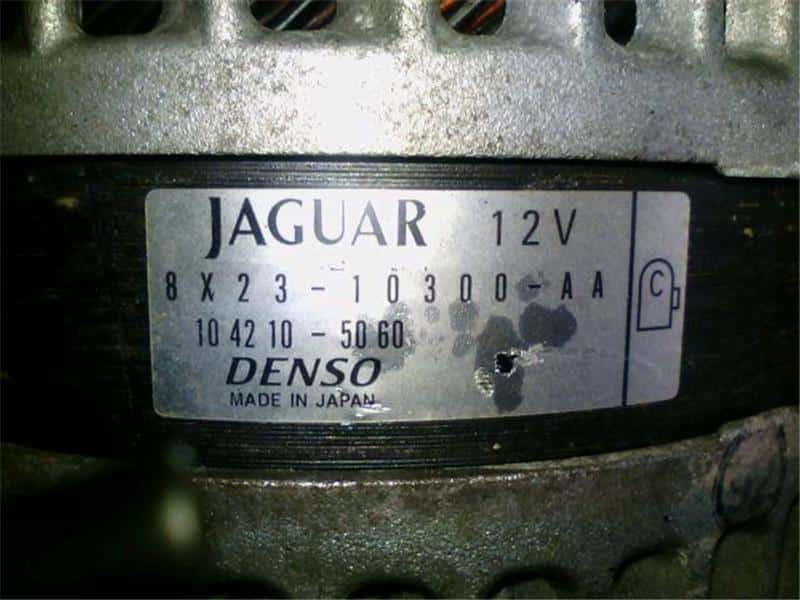 JAGUAR 12V
8X23-10300-AA
C
104210-5060
DENSO
MADE IN JAPAN